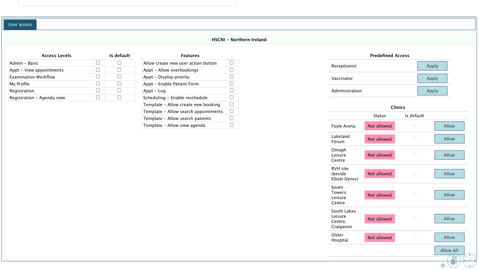 User access
HSCNI - Northern Ireland
Access Levels Is default
Admin - Basic
Appt - View appointments
Examination Workflow
My Profile
Registration
Registration - Agenda view
Features
Allow create new user action button
Appt - Allow overbookings
Appt - Display priority
Appt - Enable Patient Form
Appt - Log
Scheduling - Enable reschedule
Template - Allow create new booking
Template - Allow search appointments
Template - Allow search patients
Template - Allow view agenda
Predefined Access
Receptionist Apply
Vaccinator Apply
Administration Apply
Clinics
Status Is default
Foyle Arena Not allowed Allow
Lakeland
Forum Not allowed Allow
Omagh
Leisure
Centre Not allowed Allow
RVH site
(beside
Elliott Dynes) Not allowed Allow
Seven
Towers
Leisure
Centre Not allowed Allow
South Lakes
Leisure
Centre,
Craigavon Not allowed Allow
Ulster
Hospital Not allowed Allow
Allow All